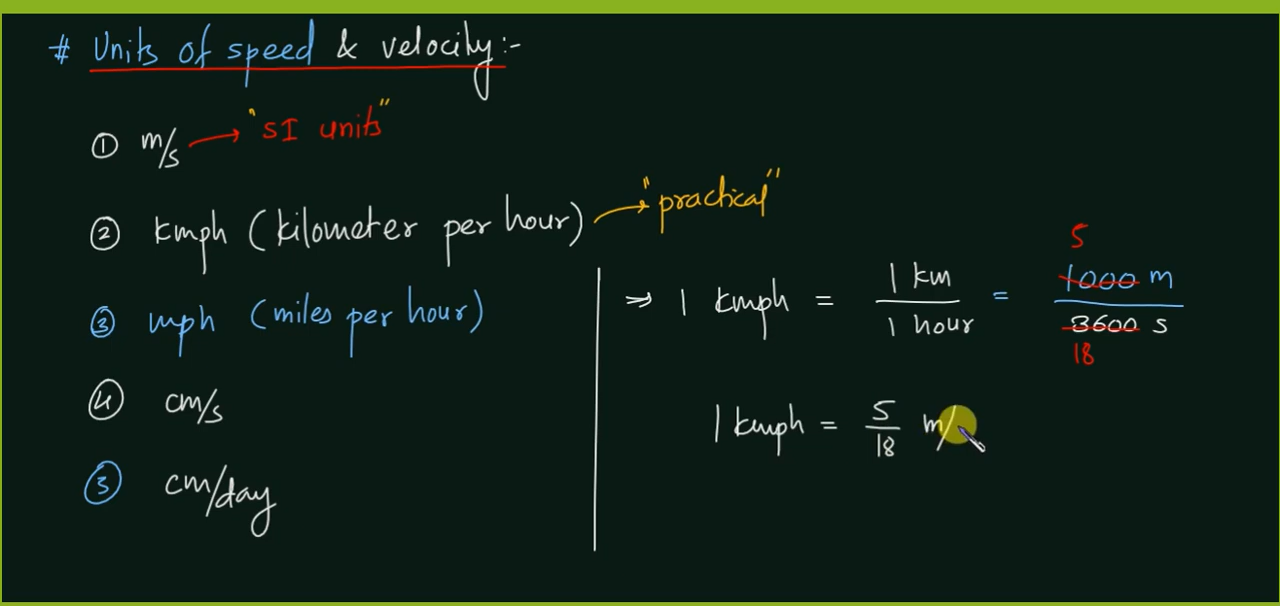 # Units of speed & velocity:-
① m/s → "SI units"
② kmph (kilometer per hour) → "practical"
③ mph (miles per hour)
④ cm/s
⑤ cm/day
→ 1 kmph = 1 km / 1 hour = 1000 m / 3600 s
5
18
1 kmph = 5/18 m/